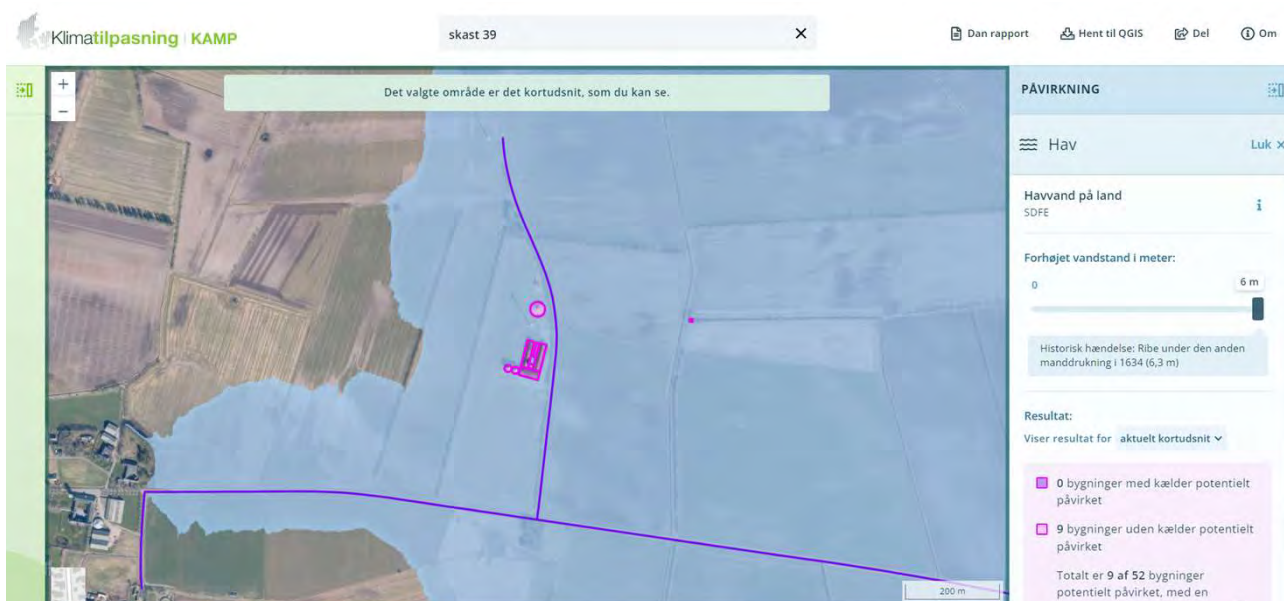 Klimatilpasning | KAMP
skast 39
Dan rapport
Hent til QGIS
Del
Om
+
−
Det valgte område er det kortudsnit, som du kan se.
200 m
PÅVIRKNING
Hav
Luk ×
Havvand på land
SDFE
i
Forhøjet vandstand i meter:
0
6 m
Historisk hændelse: Ribe under den anden
manddrukning i 1634 (6,3 m)
Resultat:
Viser resultat for aktuelt kortudsnit
0 bygninger med kælder potentielt
påvirket
9 bygninger uden kælder potentielt
påvirket
Totalt er 9 af 52 bygninger
potentielt påvirket, med en